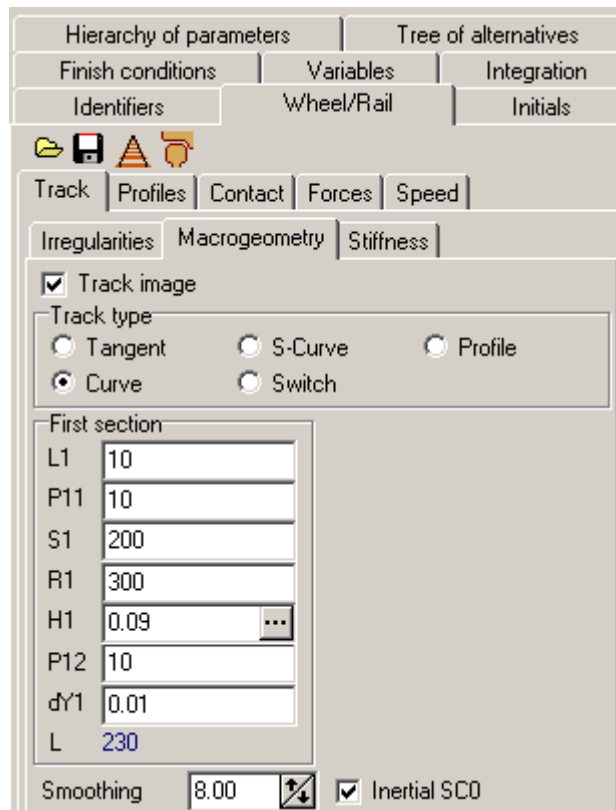 Hierarchy of parameters Tree of alternatives
Finish conditions Variables Integration
Identifiers Wheel/Rail Initials
Track Profiles Contact Forces Speed
Irregularities Macrogeometry Stiffness
Track image
Track type
Tangent S-Curve Profile
Curve Switch
First section
L1 10
P11 10
S1 200
R1 300
H1 0.09 ...
P12 10
dY1 0.01
L 230
Smoothing 8.00 Inertial SC0